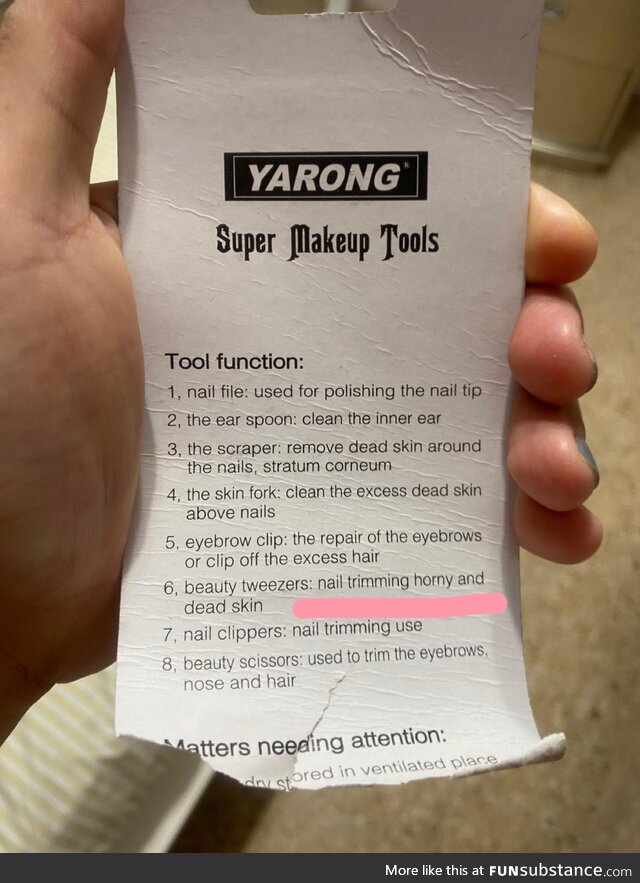 YARONG®
Super Makeup Tools
Tool function:
1, nail file: used for polishing the nail tip
2, the ear spoon: clean the inner ear
3, the scraper: remove dead skin around
the nails, stratum corneum
4, the skin fork: clean the excess dead skin
above nails
5, eyebrow clip: the repair of the eyebrows
or clip off the excess hair
6, beauty tweezers: nail trimming horny and
dead skin
7, nail clippers: nail trimming use
8, beauty scissors: used to trim the eyebrows,
nose and hair
Matters needing attention:
dry stored in ventilated place
More like this at FUNsubstance.com